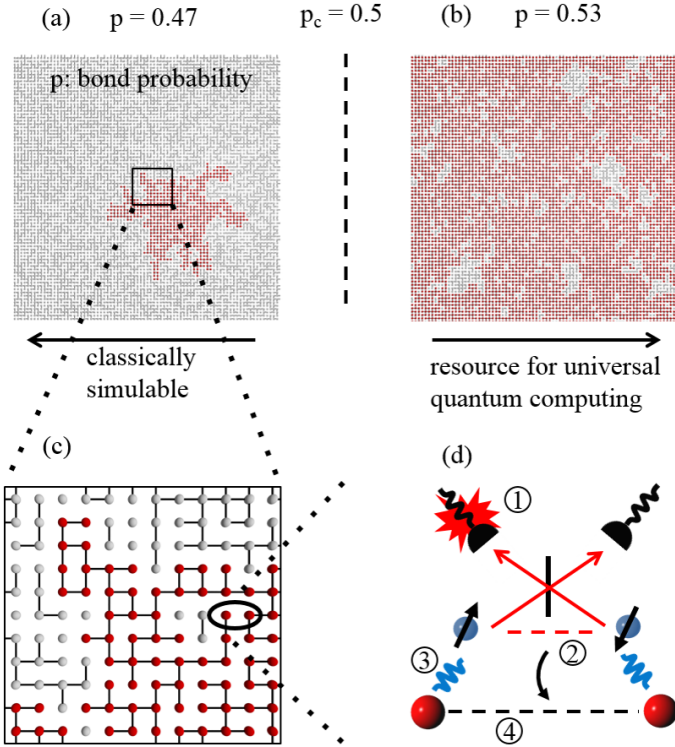 (a) p = 0.47 p_c = 0.5 (b) p = 0.53
p: bond probability
classically
simulable
resource for universal
quantum computing
(c)
(d)
①
②
③
④